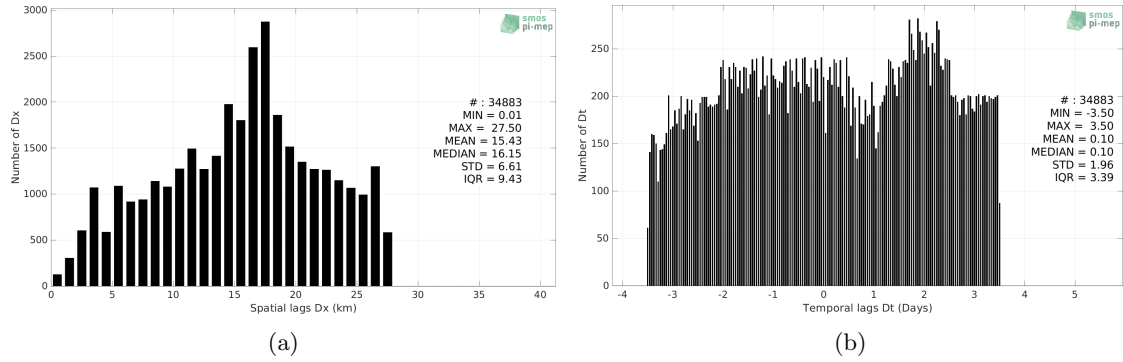 smos
pi-mep
3000
2500
2000
1500
1000
500
0
Number of Dx
# : 34883
MIN = 0.01
MAX = 27.50
MEAN = 15.43
MEDIAN = 16.15
STD = 6.61
IQR = 9.43
0 5 10 15 20 25 30 35 40
Spatial lags Dx (km)
(a)
smos
pi-mep
250
200
150
100
50
0
Number of Dt
# : 34883
MIN = -3.50
MAX = 3.50
MEAN = 0.10
MEDIAN = 0.10
STD = 1.96
IQR = 3.39
-4 -3 -2 -1 0 1 2 3 4 5
Temporal lags Dt (Days)
(b)